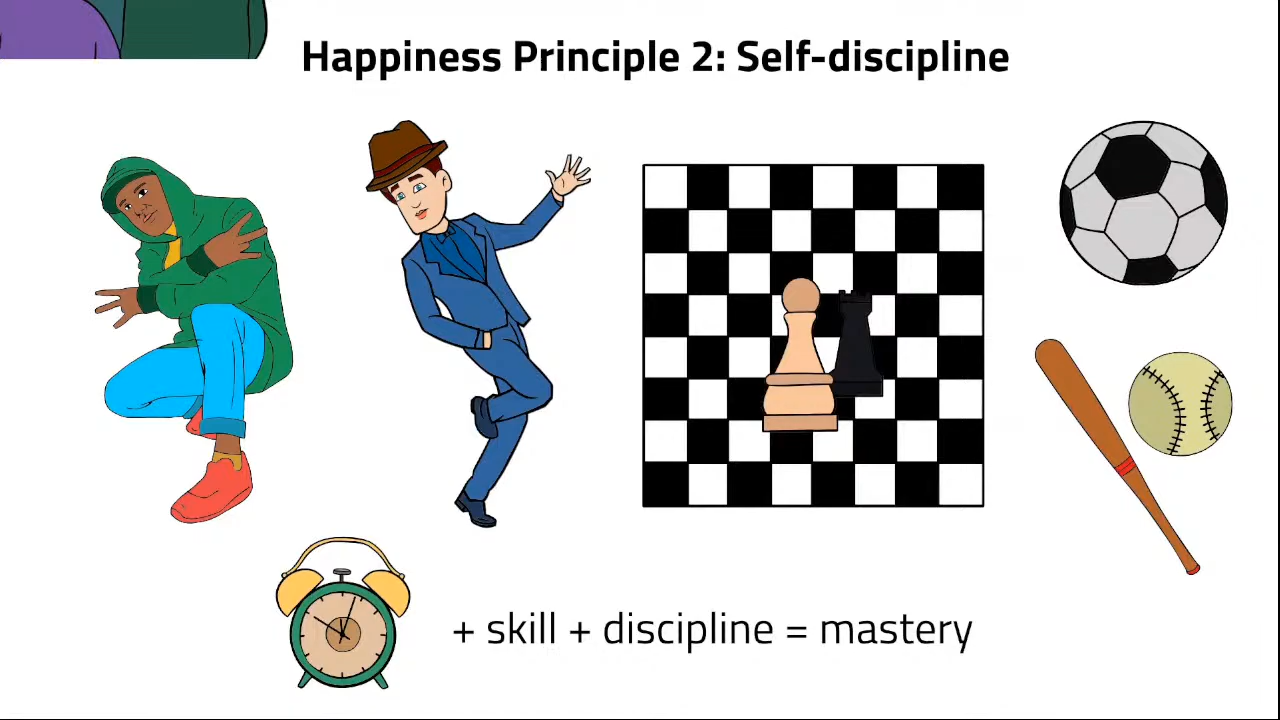 Happiness Principle 2: Self-discipline
+ skill + discipline = mastery